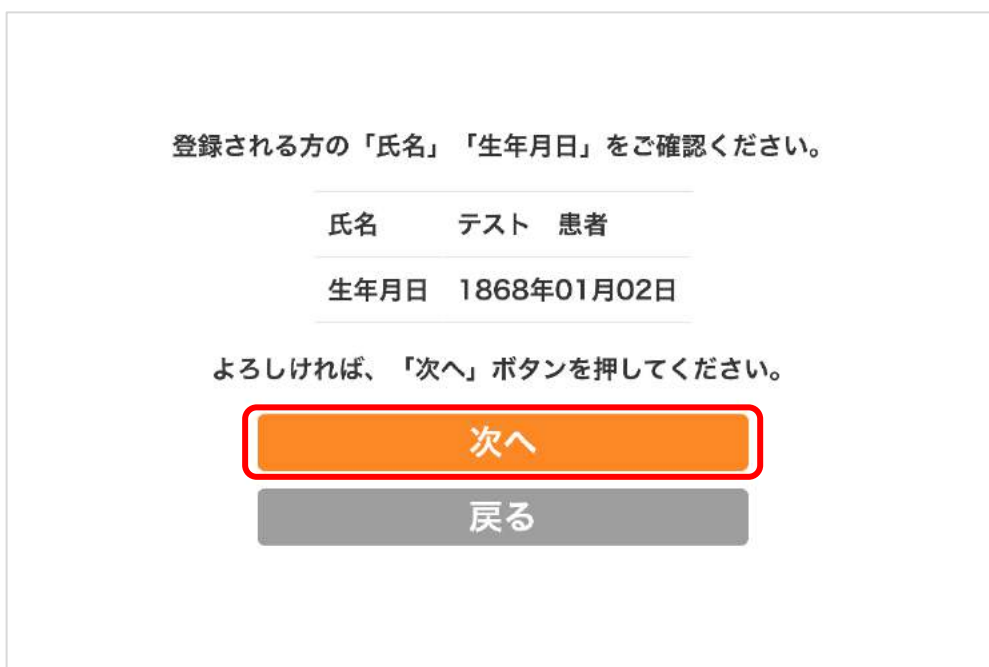 登録される方の「氏名」「生年月日」をご確認ください。
氏名 テスト　患者
生年月日 1868年01月02日
よろしければ、「次へ」ボタンを押してください。
次へ
戻る